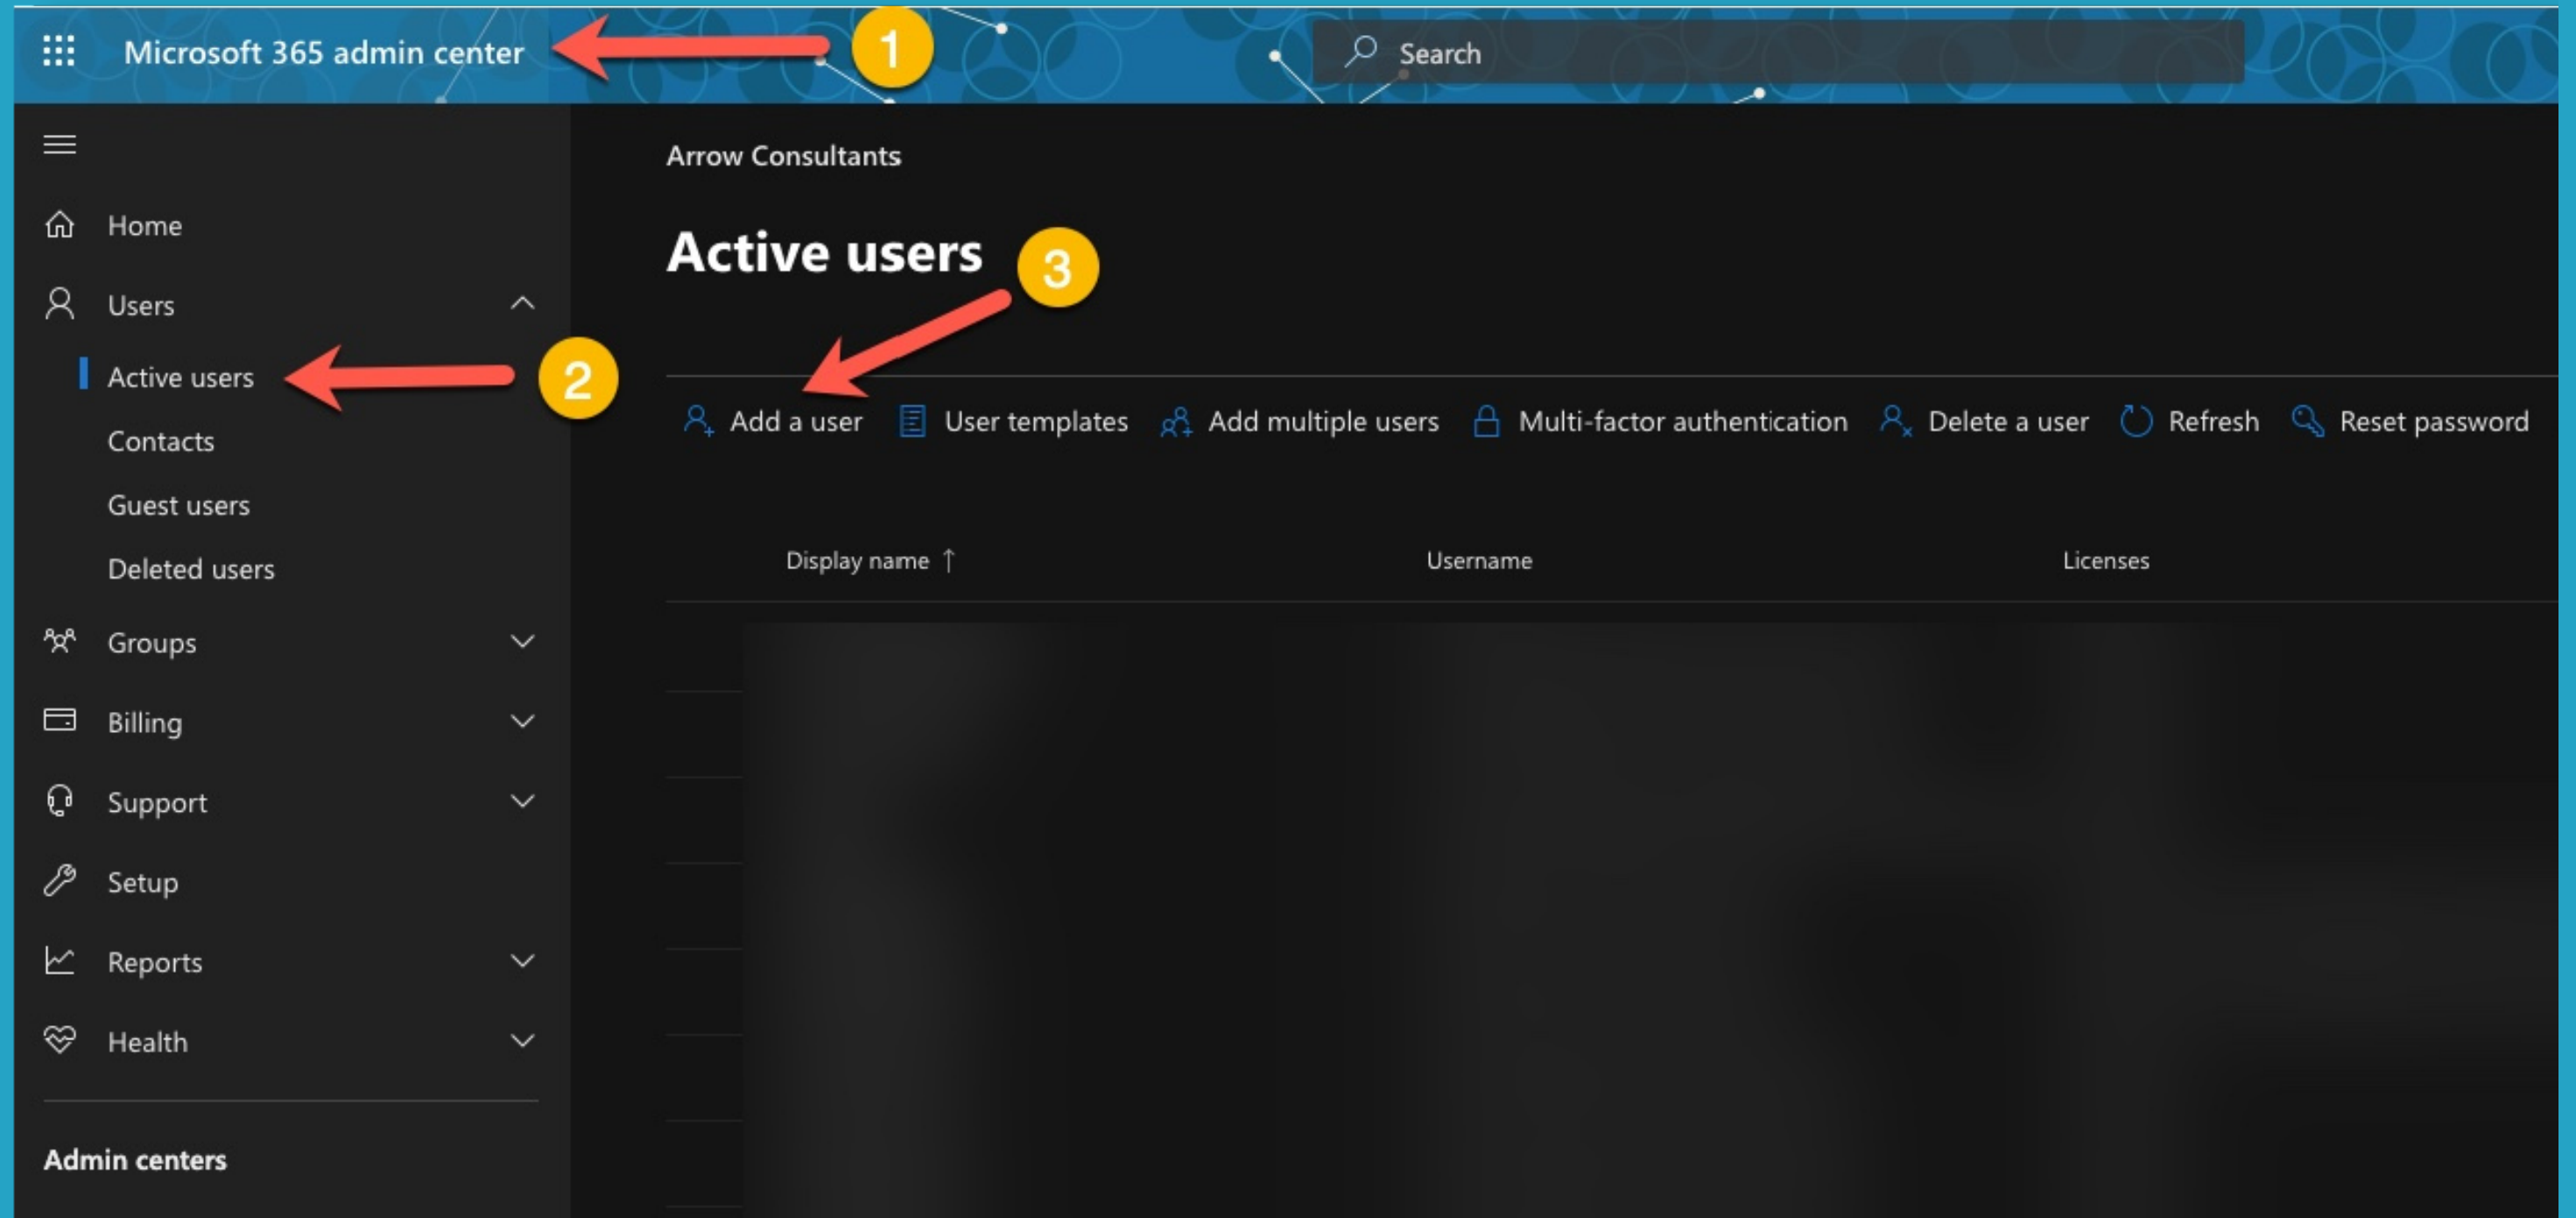 Microsoft 365 admin center
1
Search
Arrow Consultants
Home
Active users
3
Users
Active users
2
Add a user
User templates
Add multiple users
Multi-factor authentication
Delete a user
Refresh
Reset password
Contacts
Guest users
Deleted users
Display name ↑
Username
Licenses
Groups
Billing
Support
Setup
Reports
Health
Admin centers